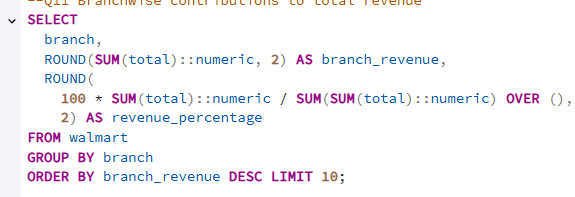 --Q11 Branchwise contributions to total revenue
SELECT
branch,
ROUND(SUM(total)::numeric, 2) AS branch_revenue,
ROUND(
100 * SUM(total)::numeric / SUM(SUM(total)::numeric) OVER (),
2) AS revenue_percentage
FROM walmart
GROUP BY branch
ORDER BY branch_revenue DESC LIMIT 10;